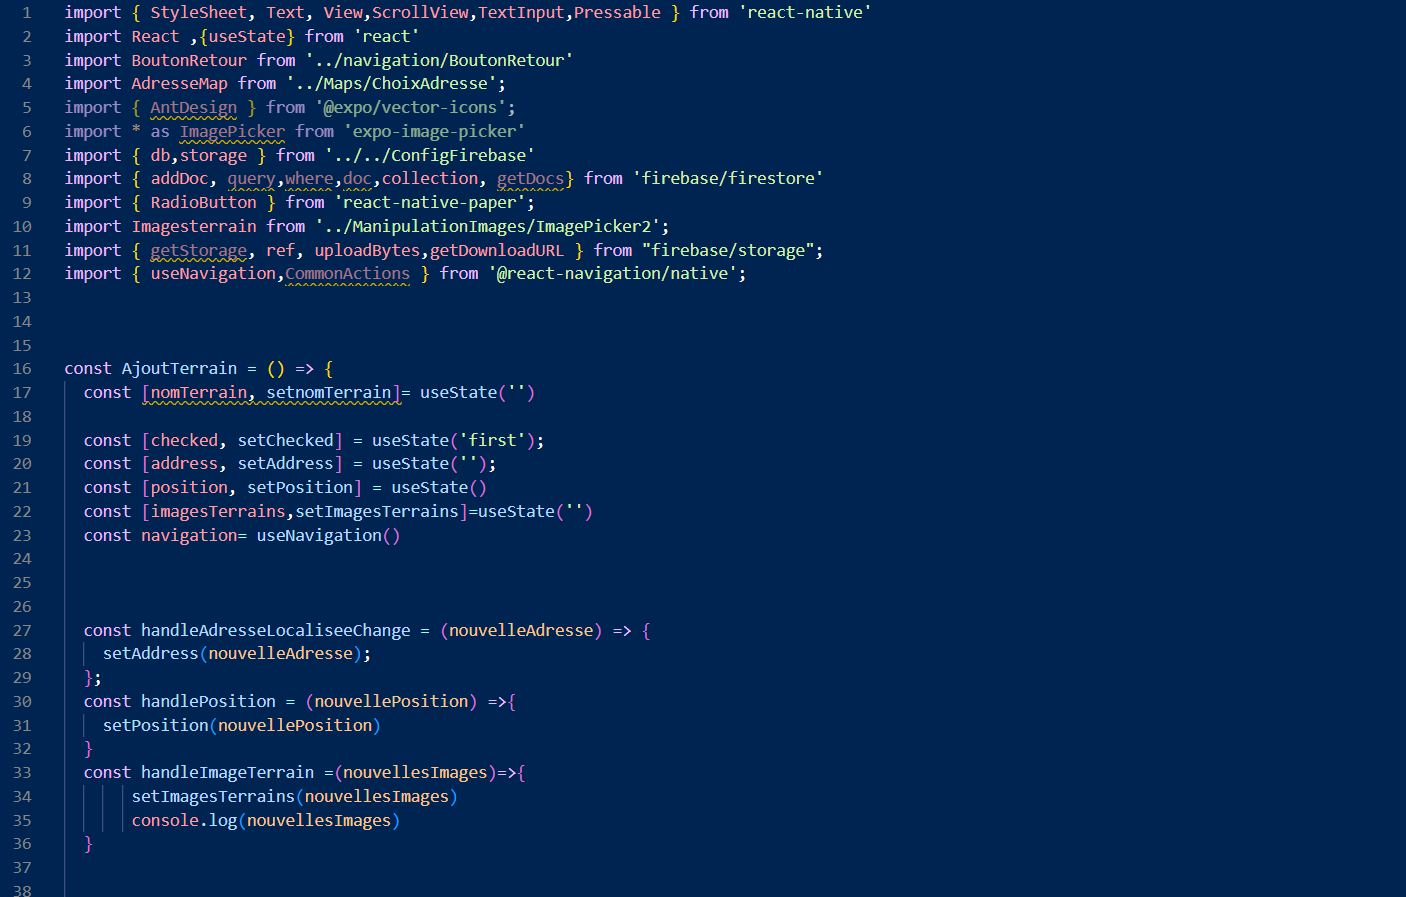 1 import { StyleSheet, Text, View,ScrollView,TextInput,Pressable } from 'react-native'
2 import React ,{useState} from 'react'
3 import BoutonRetour from '../navigation/BoutonRetour'
4 import AdresseMap from '../Maps/ChoixAdresse';
5 import { AntDesign } from '@expo/vector-icons';
6 import * as ImagePicker from 'expo-image-picker'
7 import { db,storage } from '../../ConfigFirebase'
8 import { addDoc, query,where,doc,collection, getDocs} from 'firebase/firestore'
9 import { RadioButton } from 'react-native-paper';
10 import Imagesterrain from '../ManipulationImages/ImagePicker2';
11 import { getStorage, ref, uploadBytes,getDownloadURL } from "firebase/storage";
12 import { useNavigation,CommonActions } from '@react-navigation/native';
13
14
15
16 const AjoutTerrain = () => {
17 const [nomTerrain, setnomTerrain]= useState('')
18
19 const [checked, setChecked] = useState('first');
20 const [address, setAddress] = useState('');
21 const [position, setPosition] = useState()
22 const [imagesTerrains,setImagesTerrains]=useState('')
23 const navigation= useNavigation()
24
25
26
27 const handleAdresseLocaliseeChange = (nouvelleAdresse) => {
28 setAddress(nouvelleAdresse);
29 };
30 const handlePosition = (nouvellePosition) =>{
31 setPosition(nouvellePosition)
32 }
33 const handleImageTerrain =(nouvellesImages)=>{
34 setImagesTerrains(nouvellesImages)
35 console.log(nouvellesImages)
36 }
37
38